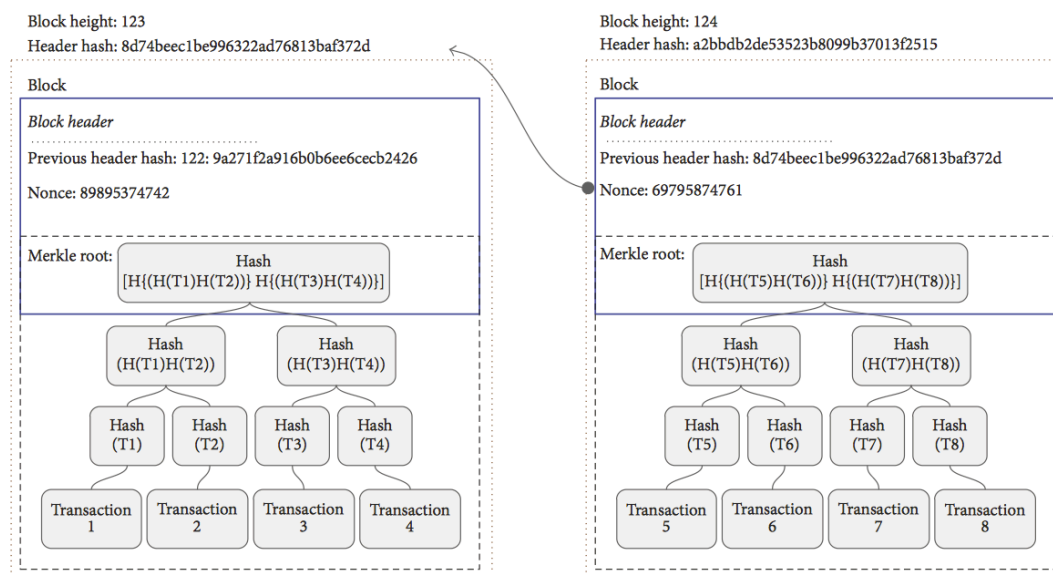 Block height: 123
Header hash: 8d74beec1be996322ad76813baf372d
Block
Block header
Previous header hash: 122: 9a271f2a916b0b6ee6cecb2426
Nonce: 89895374742
Merkle root:
Hash
[H{(H(T1)H(T2))} H{(H(T3)H(T4))}]
Hash
(H(T1)H(T2))
Hash
(H(T3)H(T4))
Hash
(T1)
Hash
(T2)
Hash
(T3)
Hash
(T4)
Transaction
1
Transaction
2
Transaction
3
Transaction
4
Block height: 124
Header hash: a2bbdb2de53523b8099b37013f2515
Block
Block header
Previous header hash: 8d74beec1be996322ad76813baf372d
Nonce: 69795874761
Merkle root:
Hash
[H{(H(T5)H(T6))} H{(H(T7)H(T8))}]
Hash
(H(T5)H(T6))
Hash
(H(T7)H(T8))
Hash
(T5)
Hash
(T6)
Hash
(T7)
Hash
(T8)
Transaction
5
Transaction
6
Transaction
7
Transaction
8